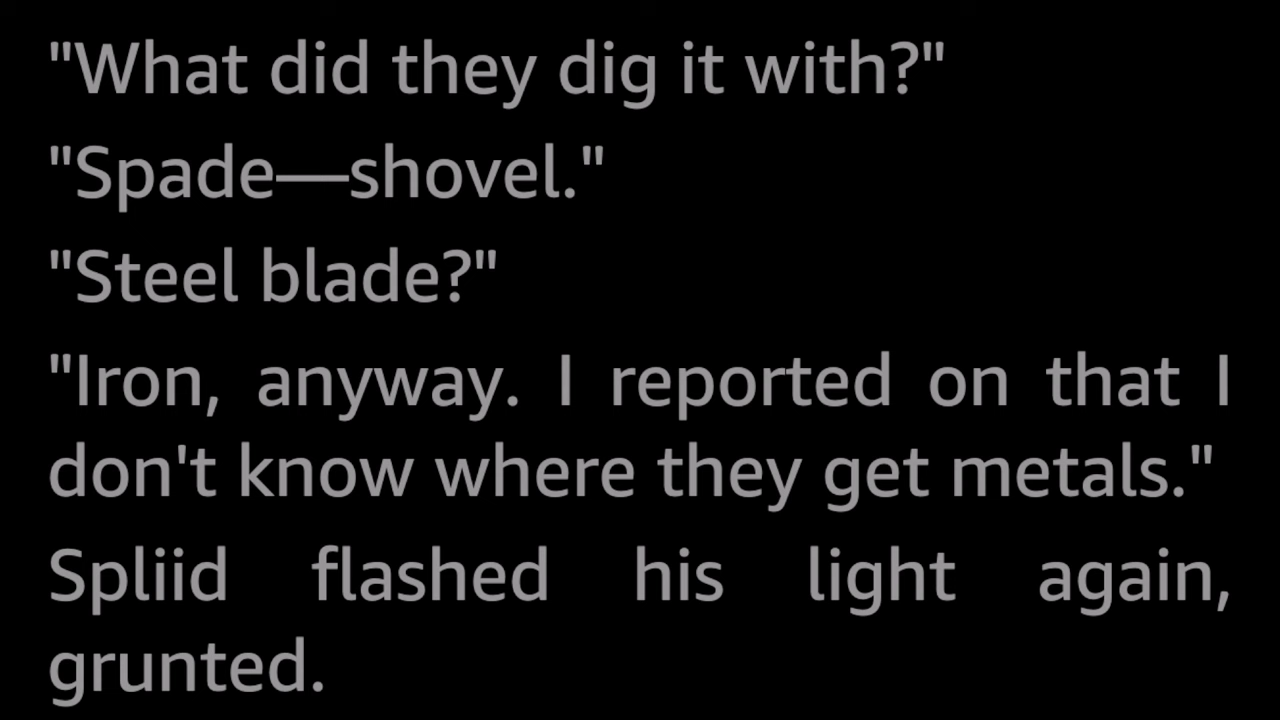 "What did they dig it with?"
"Spade—shovel."
"Steel blade?"
"Iron, anyway. I reported on that I
don't know where they get metals."
Spliid flashed his light again,
grunted.